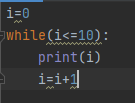 i=0
while(i<=10):
    print(i)
    i=i+1